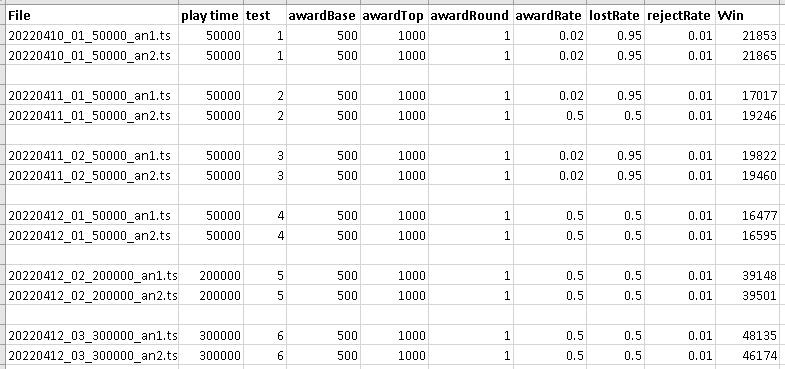 File play time test awardBase awardTop awardRound awardRate lostRate rejectRate Win
20220410_01_50000_an1.ts 50000 1 500 1000 1 0.02 0.95 0.01 21853
20220410_01_50000_an2.ts 50000 1 500 1000 1 0.02 0.95 0.01 21865
20220411_01_50000_an1.ts 50000 2 500 1000 1 0.02 0.95 0.01 17017
20220411_01_50000_an2.ts 50000 2 500 1000 1 0.5 0.5 0.01 19246
20220411_02_50000_an1.ts 50000 3 500 1000 1 0.02 0.95 0.01 19822
20220411_02_50000_an2.ts 50000 3 500 1000 1 0.02 0.95 0.01 19460
20220412_01_50000_an1.ts 50000 4 500 1000 1 0.5 0.5 0.01 16477
20220412_01_50000_an2.ts 50000 4 500 1000 1 0.5 0.5 0.01 16595
20220412_02_200000_an1.ts 200000 5 500 1000 1 0.5 0.5 0.01 39148
20220412_02_200000_an2.ts 200000 5 500 1000 1 0.5 0.5 0.01 39501
20220412_03_300000_an1.ts 300000 6 500 1000 1 0.5 0.5 0.01 48135
20220412_03_300000_an2.ts 300000 6 500 1000 1 0.5 0.5 0.01 46174